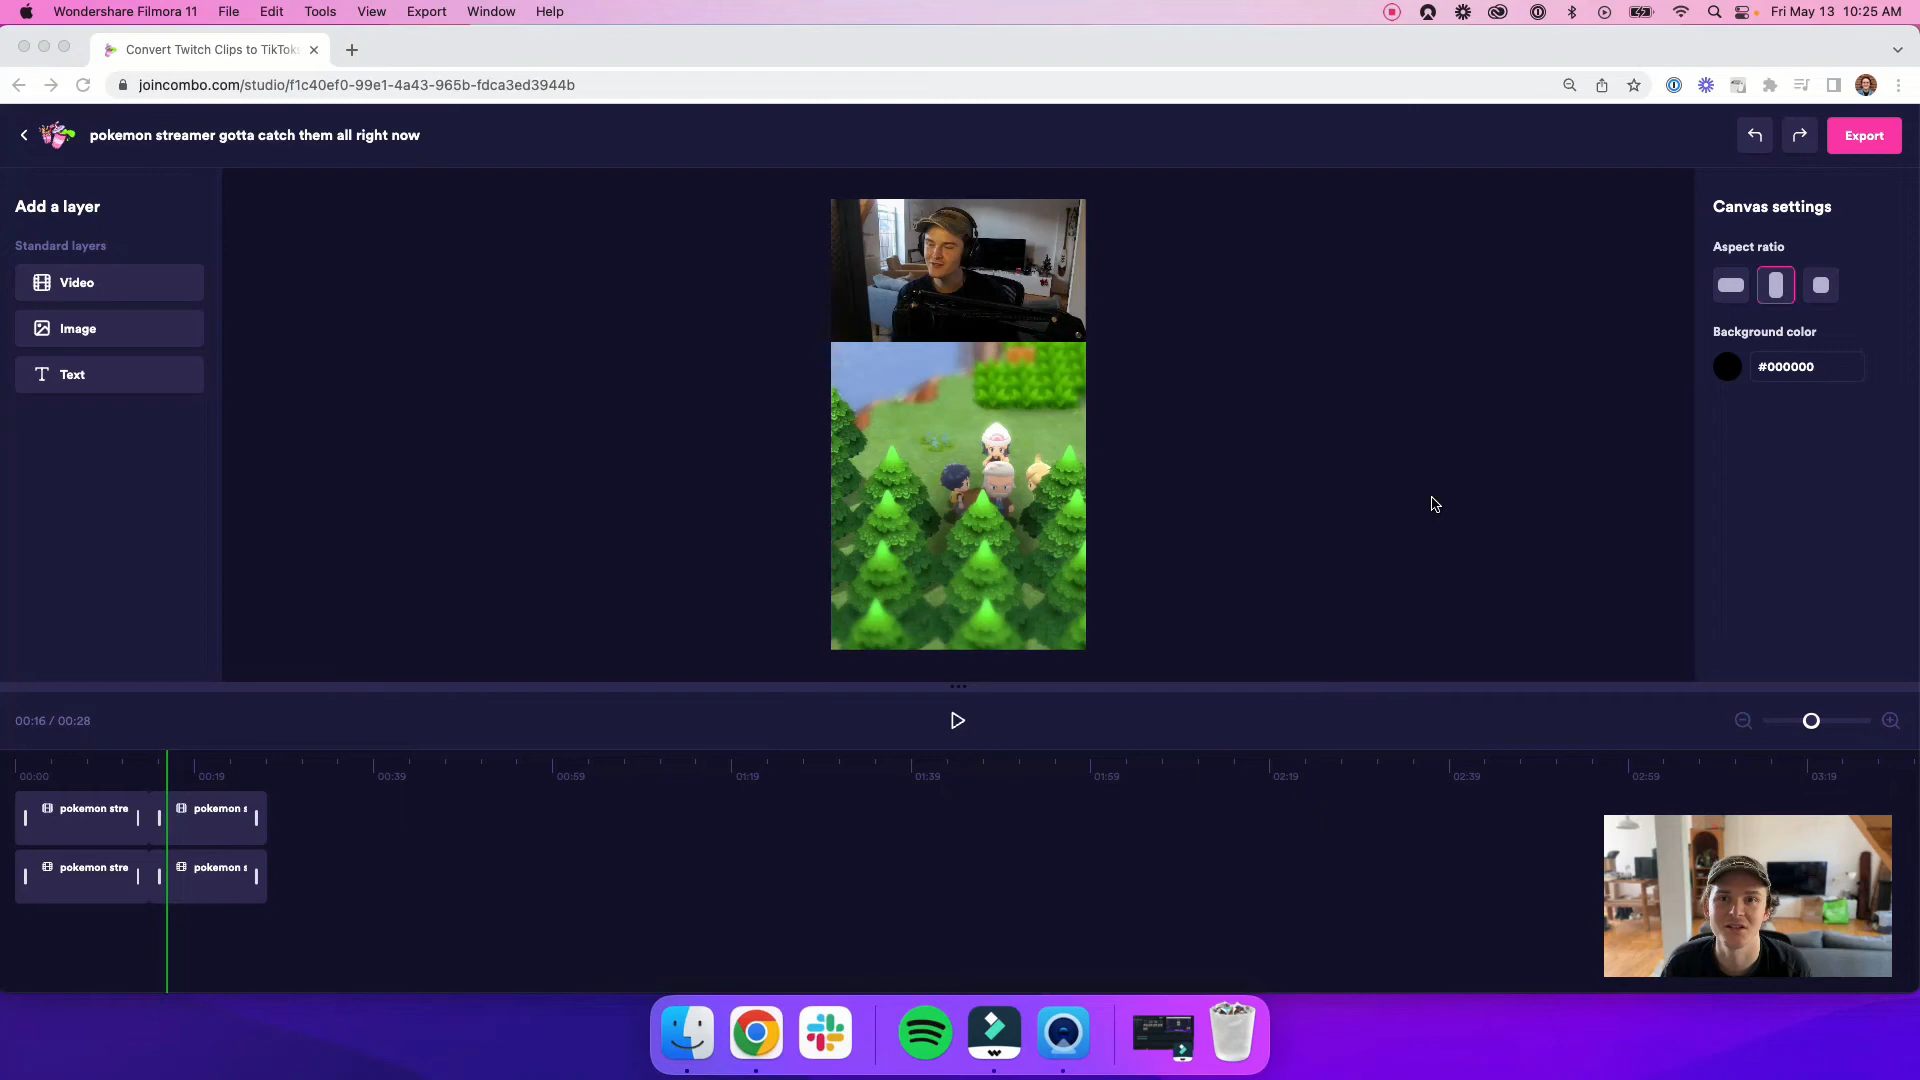 Wondershare Filmora 11 File Edit Tools View Export Window Help Fri May 13 10:25 AM
Convert Twitch Clips to TikToks
joincombo.com/studio/f1c40ef0-99e1-4a43-965b-fdca3ed3944b
pokemon streamer gotta catch them all right now
Export
Add a layer
Standard layers
Video
Image
Text
Canvas settings
Aspect ratio
Background color
#000000
00:16 / 00:28
00:00 00:19 00:39 00:59 01:19 01:39 01:59 02:19 02:39 02:59 03:19
pokemon stre pokemon s
pokemon stre pokemon s